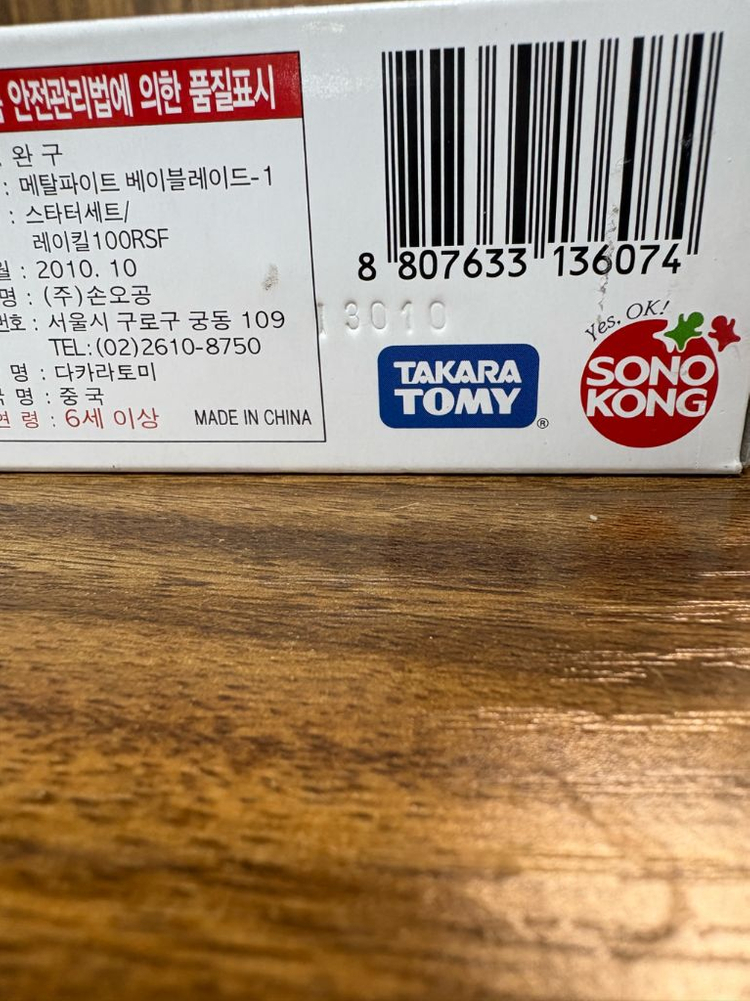 안전관리법에 의한 품질표시
완 구
: 메탈파이트 베이블레이드-1
: 스타터세트/
레이킬100RSF
: 2010. 10
명 : (주)손오공
: 서울시 구로구 궁동 109
TEL:(02)2610-8750
명 : 다카라토미
명 : 중국
연 령 : 6세 이상
MADE IN CHINA
8 807633 136074
3010
TAKARA
TOMY®
Yes, OK!
SONO
KONG